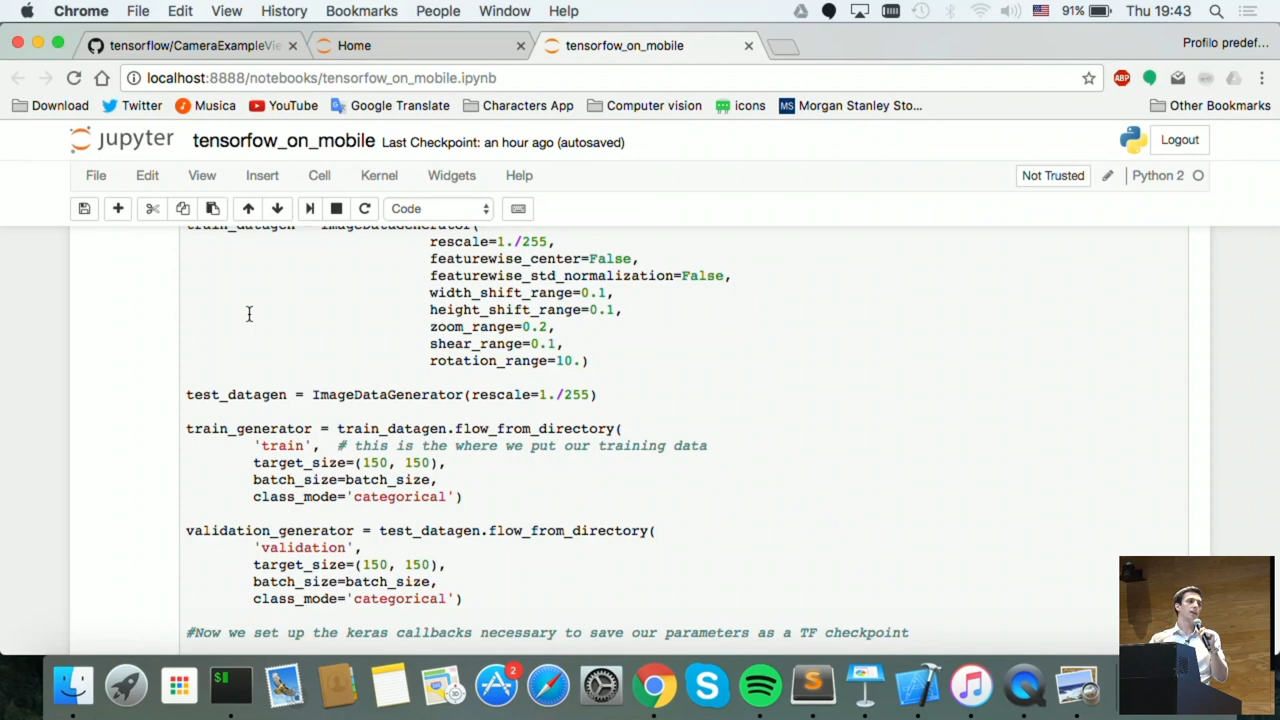 Chrome File Edit View History Bookmarks People Window Help 91% Thu 19:43
tensorflow/CameraExampleVie Home tensorfow_on_mobile Profilo predef...
localhost:8888/notebooks/tensorfow_on_mobile.ipynb ABP
Download Twitter Musica YouTube Google Translate Characters App Computer vision icons MS Morgan Stanley Sto... Other Bookmarks
jupyter tensorfow_on_mobile Last Checkpoint: an hour ago (autosaved) Logout
File Edit View Insert Cell Kernel Widgets Help Not Trusted Python 2
Code
train_datagen = ImageDataGenerator(
rescale=1./255,
featurewise_center=False,
featurewise_std_normalization=False,
width_shift_range=0.1,
height_shift_range=0.1,
zoom_range=0.2,
shear_range=0.1,
rotation_range=10.)
test_datagen = ImageDataGenerator(rescale=1./255)
train_generator = train_datagen.flow_from_directory(
'train', # this is the where we put our training data
target_size=(150, 150),
batch_size=batch_size,
class_mode='categorical')
validation_generator = test_datagen.flow_from_directory(
'validation',
target_size=(150, 150),
batch_size=batch_size,
class_mode='categorical')
#Now we set up the keras callbacks necessary to save our parameters as a TF checkpoint
2